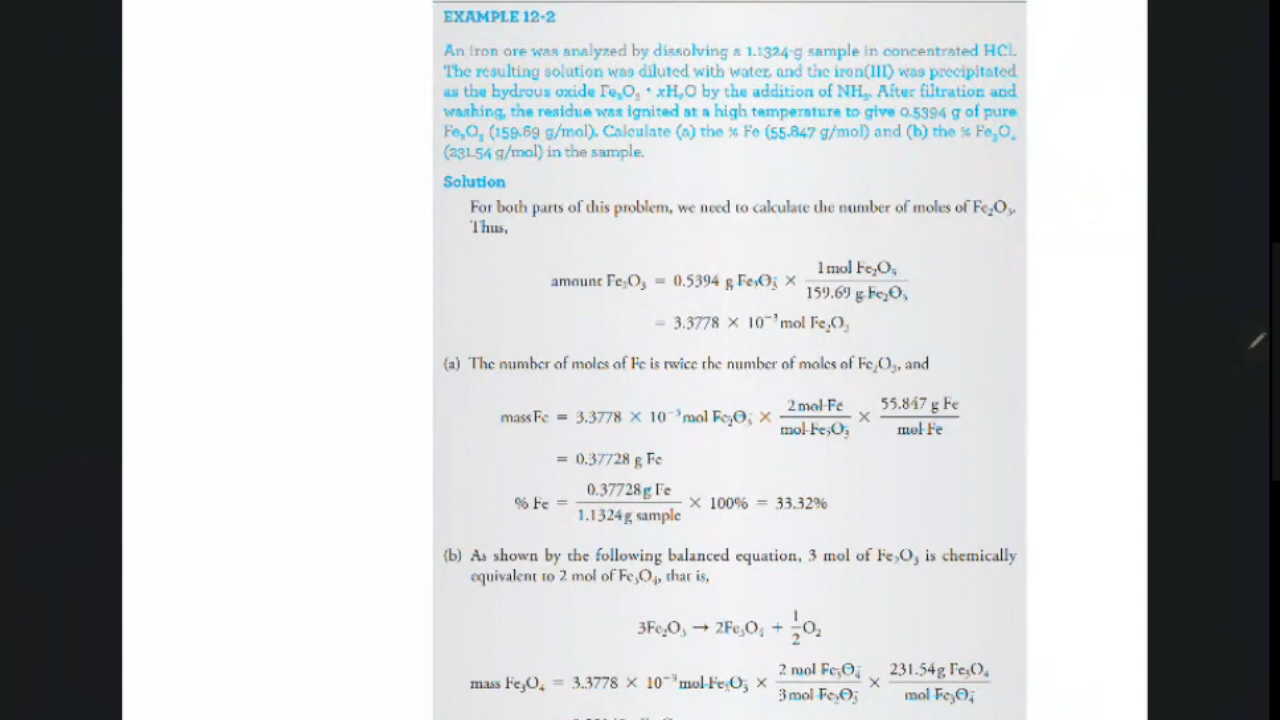 EXAMPLE 12-2
An iron ore was analyzed by dissolving a 1.1324-g sample in concentrated HCl.
The resulting solution was diluted with water, and the iron(III) was precipitated
as the hydrous oxide Fe₂O₃ · xH₂O by the addition of NH₃. After filtration and
washing, the residue was ignited at a high temperature to give 0.5394 g of pure
Fe₂O₃ (159.69 g/mol). Calculate (a) the % Fe (55.847 g/mol) and (b) the % Fe₃O₄
(231.54 g/mol) in the sample.
Solution
For both parts of this problem, we need to calculate the number of moles of Fe₂O₃.
Thus,
amount Fe₂O₃ = 0.5394 g Fe₂O₃ × 1 mol Fe₂O₃ / 159.69 g Fe₂O₃
= 3.3778 × 10⁻³ mol Fe₂O₃
(a) The number of moles of Fe is twice the number of moles of Fe₂O₃, and
mass Fe = 3.3778 × 10⁻³ mol Fe₂O₃ × 2 mol Fe / mol Fe₂O₃ × 55.847 g Fe / mol Fe
= 0.37728 g Fe
% Fe = 0.37728 g Fe / 1.1324 g sample × 100% = 33.32%
(b) As shown by the following balanced equation, 3 mol of Fe₂O₃ is chemically
equivalent to 2 mol of Fe₃O₄, that is,
3Fe₂O₃ → 2Fe₃O₄ + 1/2 O₂
mass Fe₃O₄ = 3.3778 × 10⁻³ mol Fe₂O₃ × 2 mol Fe₃O₄ / 3 mol Fe₂O₃ × 231.54 g Fe₃O₄ / mol Fe₃O₄